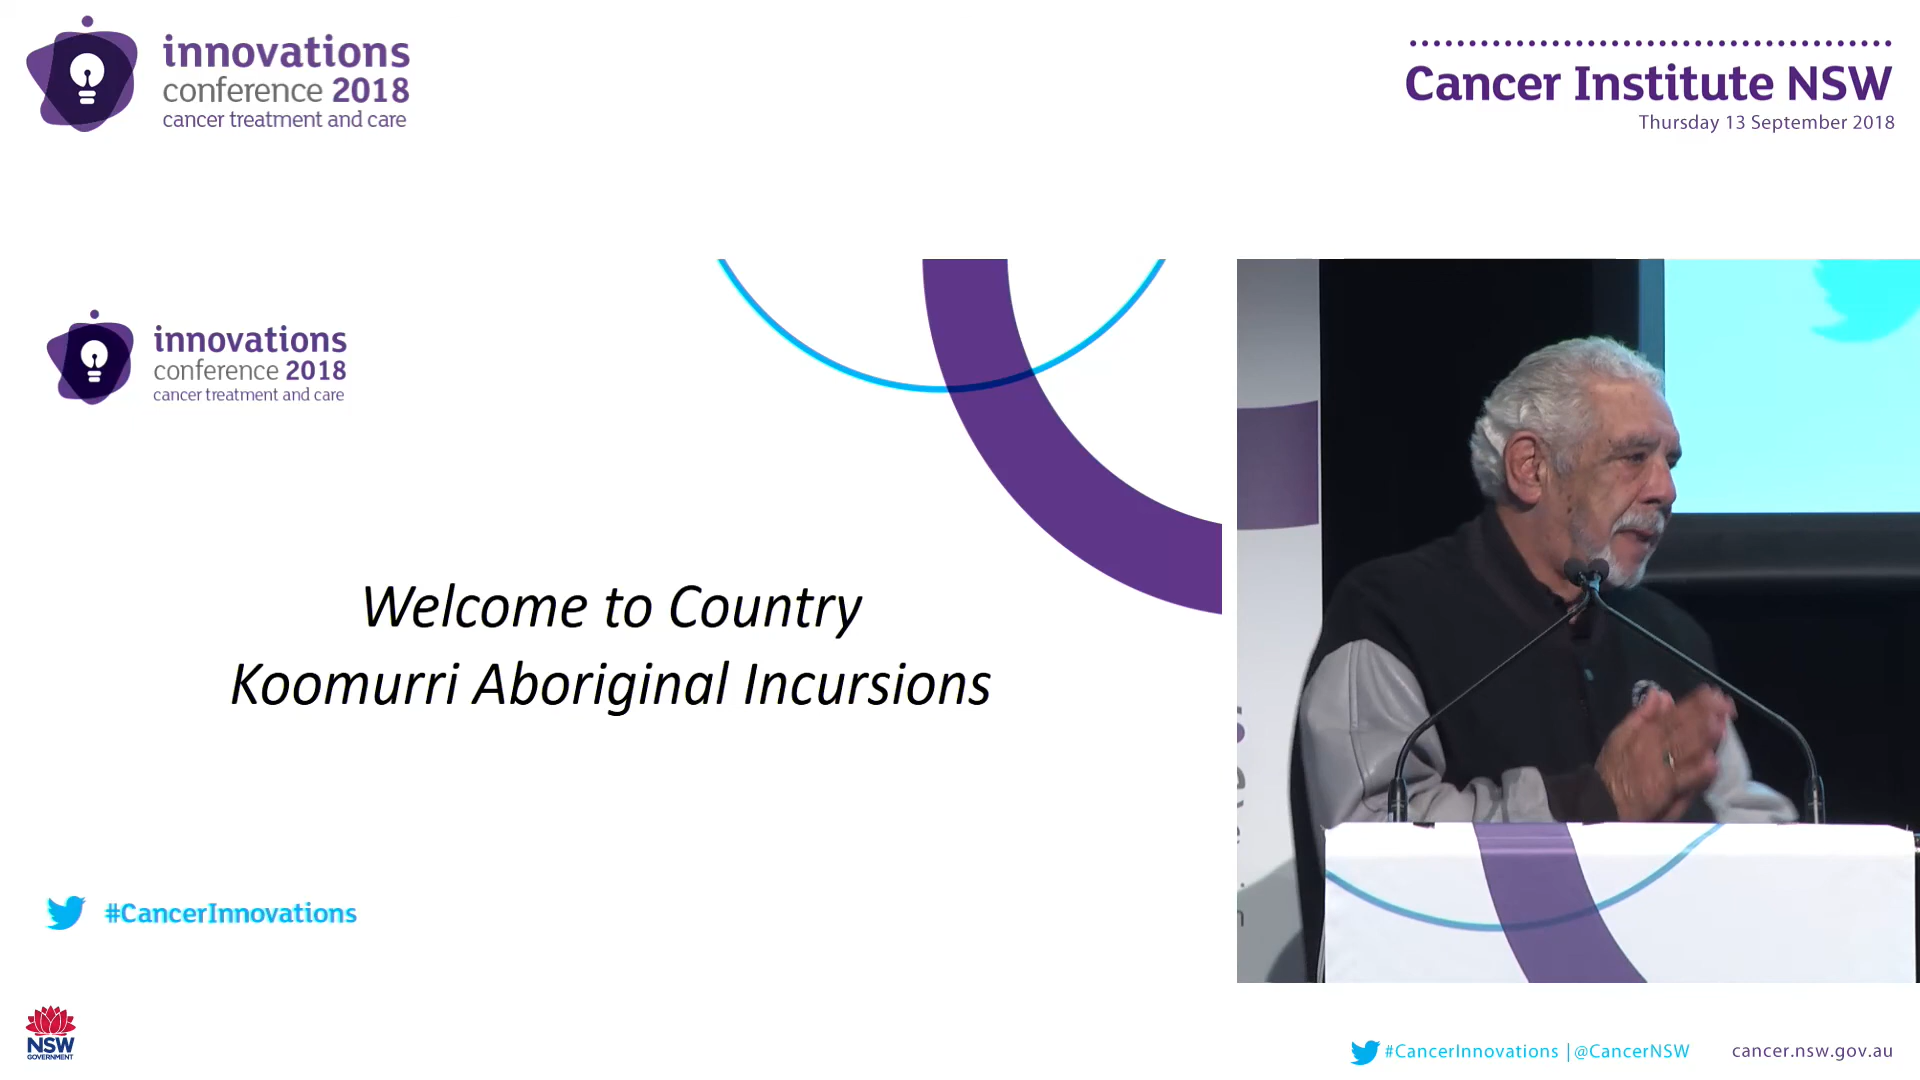 innovations
conference 2018
cancer treatment and care
Cancer Institute NSW
Thursday 13 September 2018
innovations
conference 2018
cancer treatment and care
Welcome to Country
Koomurri Aboriginal Incursions
#CancerInnovations
NSW
GOVERNMENT
#CancerInnovations | @CancerNSW
cancer.nsw.gov.au